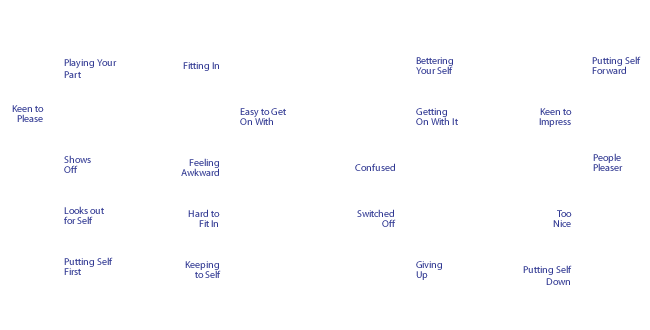 Playing Your
Part
Fitting In
Bettering
Your Self
Putting Self
Forward
Keen to
Please
Easy to Get
On With
Getting
On With It
Keen to
Impress
Shows
Off
Feeling
Awkward
Confused
People
Pleaser
Looks out
for Self
Hard to
Fit In
Switched
Off
Too
Nice
Putting Self
First
Keeping
to Self
Giving
Up
Putting Self
Down